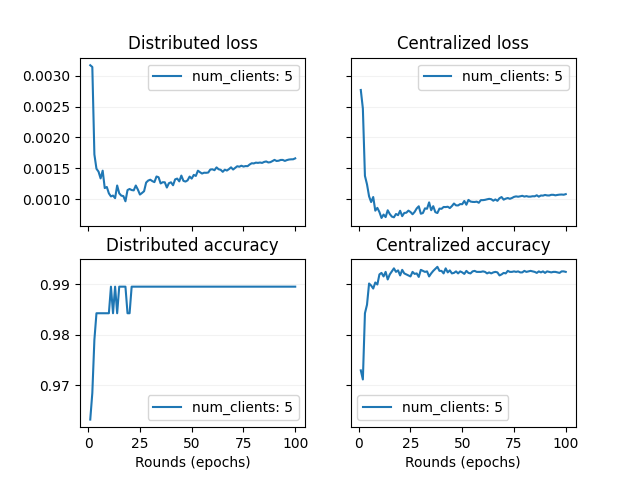 Distributed loss
Centralized loss
0.0030
0.0025
0.0020
0.0015
0.0010
num_clients: 5
num_clients: 5
Distributed accuracy
Centralized accuracy
0.99
0.98
0.97
num_clients: 5
num_clients: 5
0 25 50 75 100
0 25 50 75 100
Rounds (epochs)
Rounds (epochs)